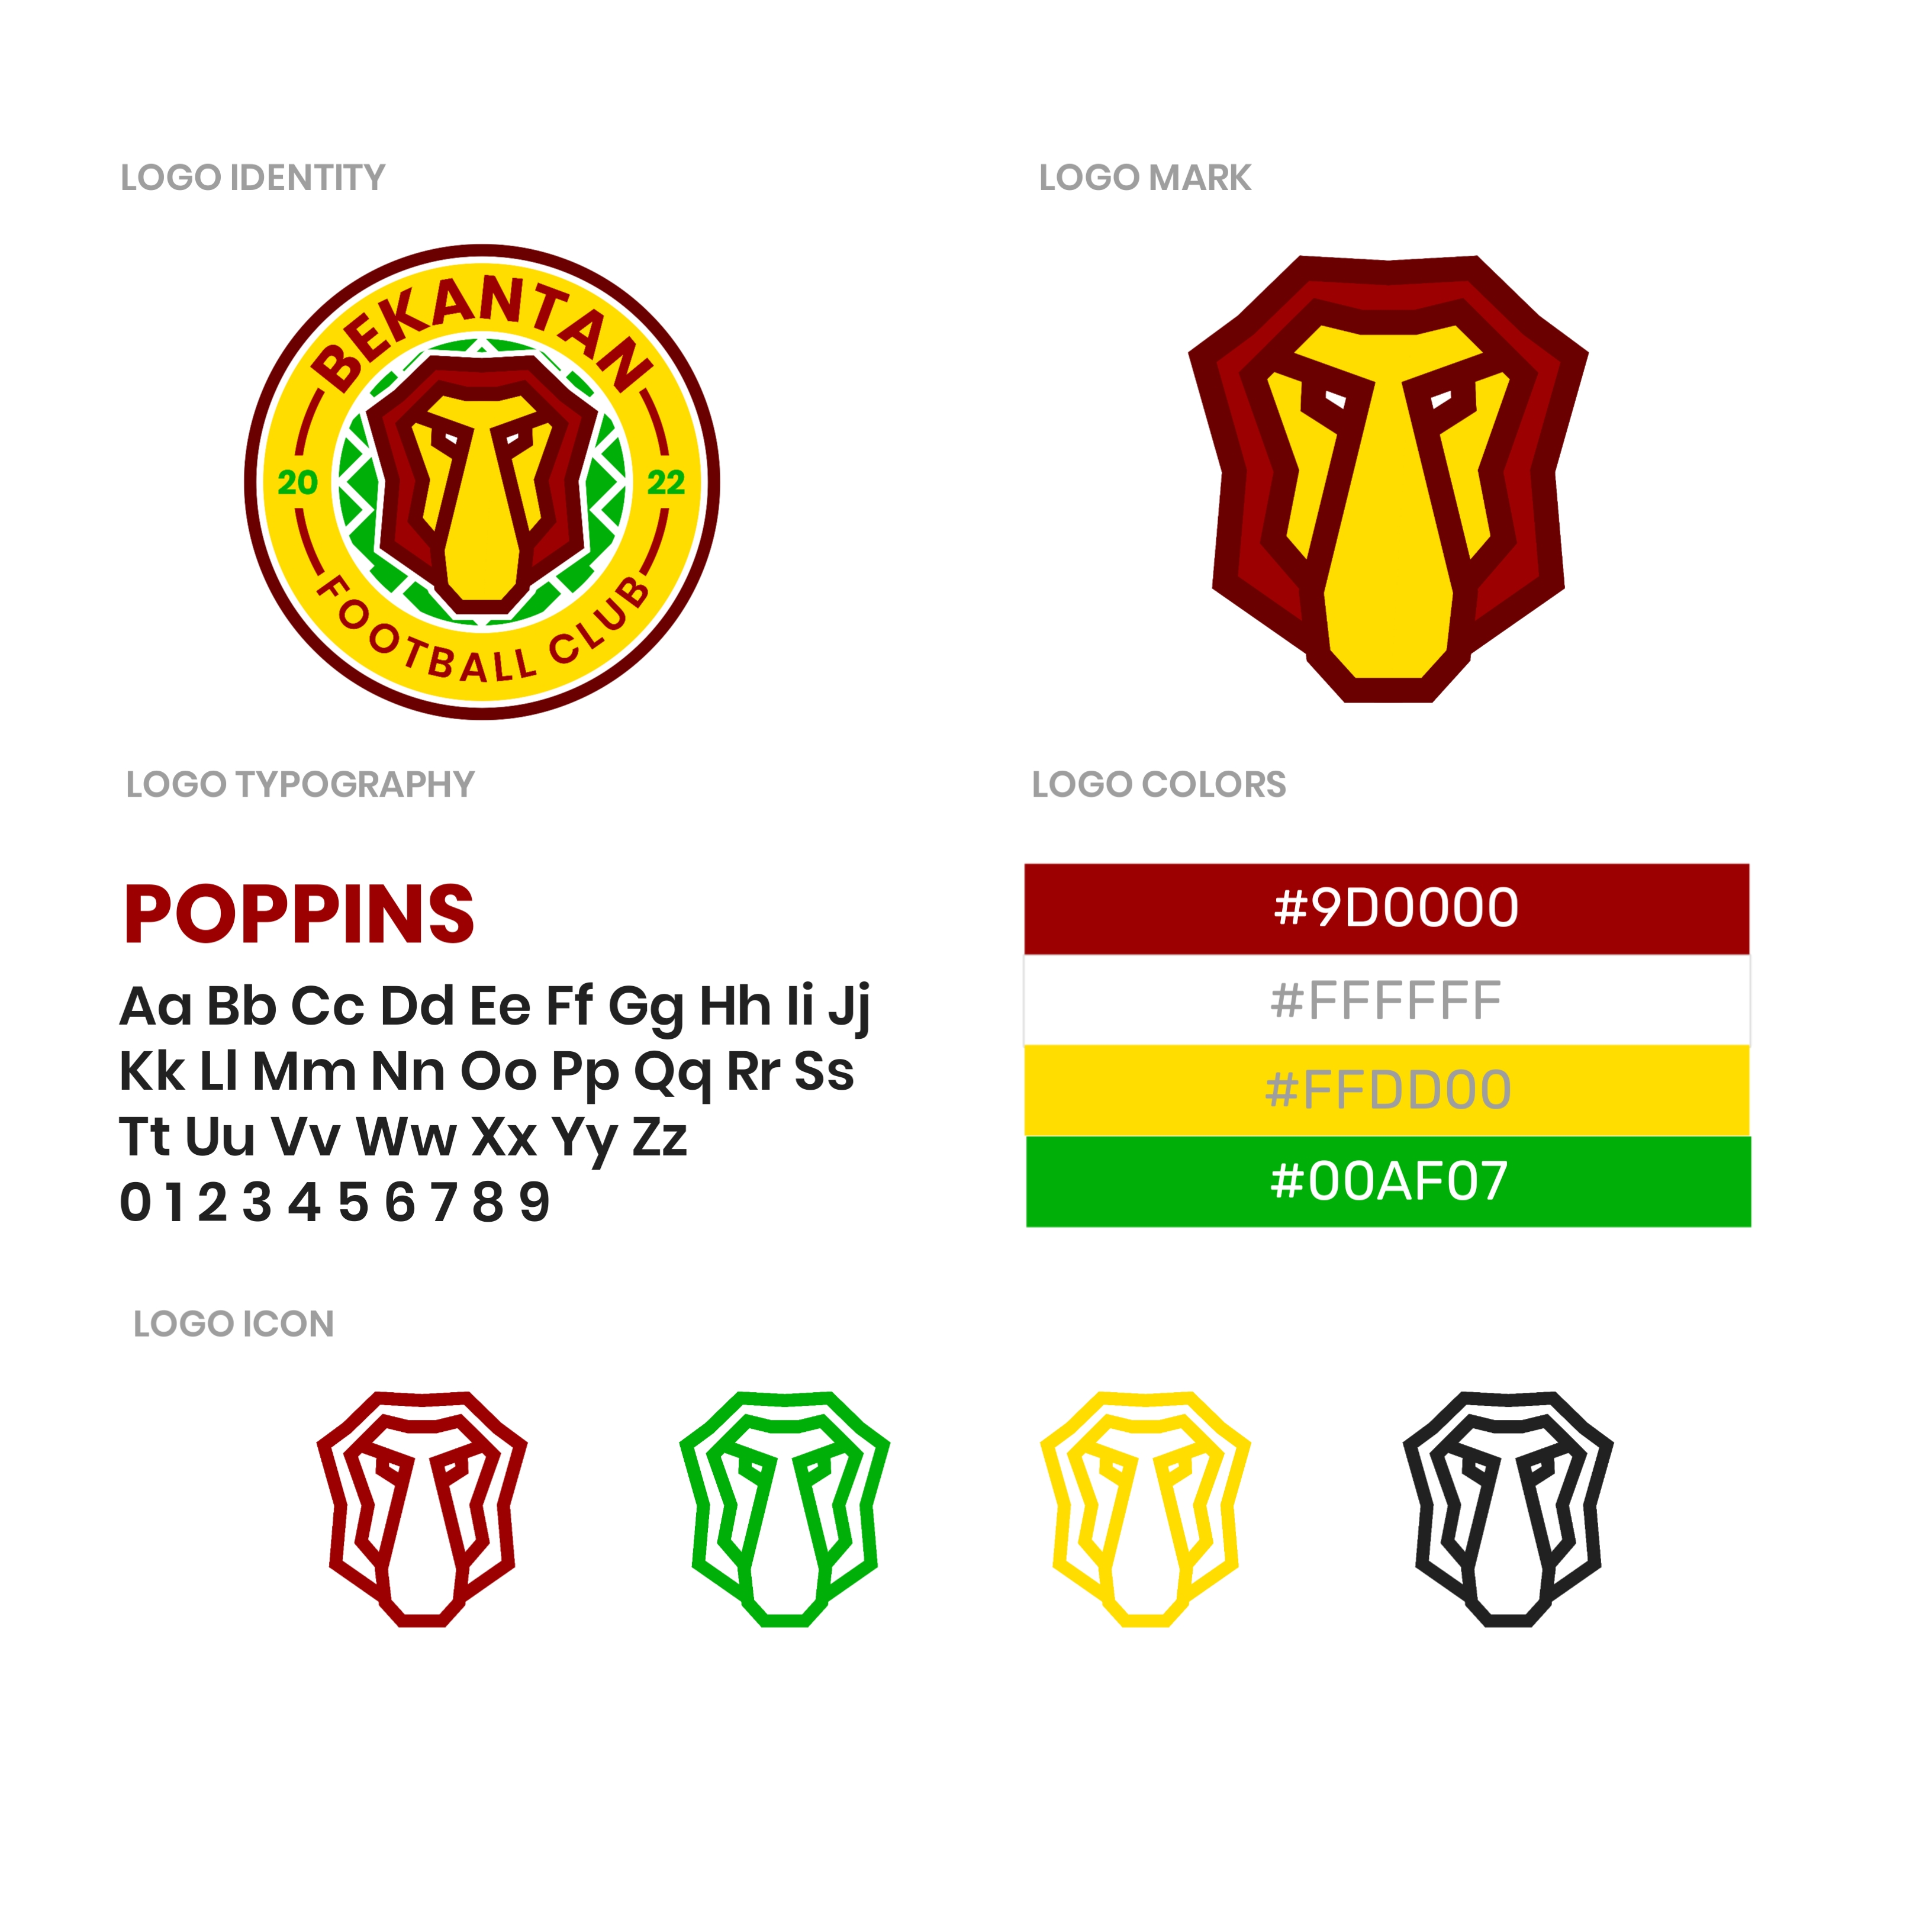 LOGO IDENTITY
BEKANTAN
20
22
FOOTBALL CLUB
LOGO MARK
LOGO TYPOGRAPHY
POPPINS
Aa Bb Cc Dd Ee Ff Gg Hh Ii Jj
Kk Ll Mm Nn Oo Pp Qq Rr Ss
Tt Uu Vv Ww Xx Yy Zz
0 1 2 3 4 5 6 7 8 9
LOGO COLORS
#9D0000
#FFFFFF
#FFDD00
#00AF07
LOGO ICON